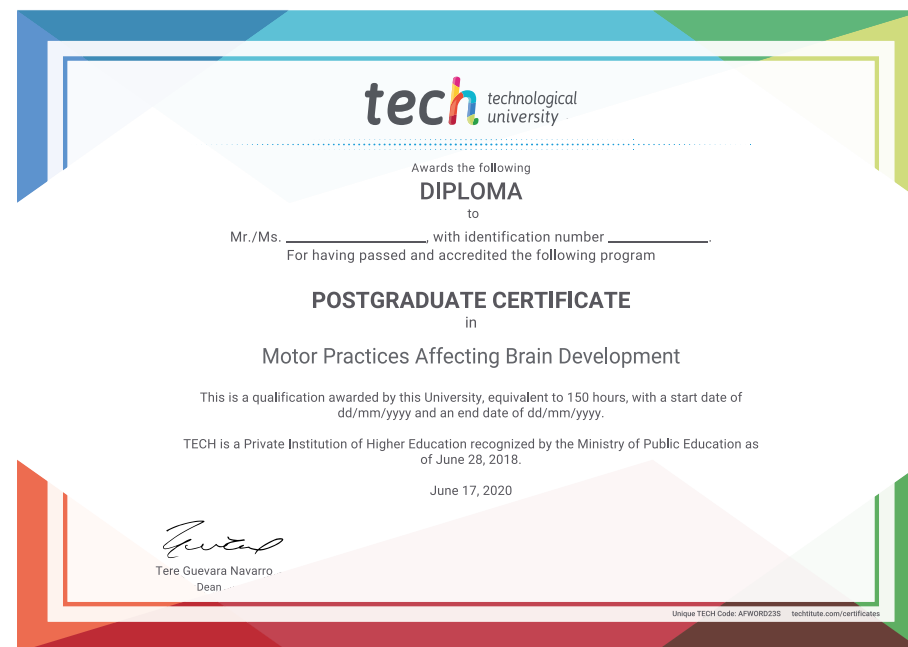 tech technological
university
Awards the following
DIPLOMA
to
Mr./Ms. ____________, with identification number ____________.
For having passed and accredited the following program
POSTGRADUATE CERTIFICATE
in
Motor Practices Affecting Brain Development
This is a qualification awarded by this University, equivalent to 150 hours, with a start date of
dd/mm/yyyy and an end date of dd/mm/yyyy.
TECH is a Private Institution of Higher Education recognized by the Ministry of Public Education as
of June 28, 2018.
June 17, 2020
Tere Guevara Navarro
Dean
Unique TECH Code: AFWORD23S techtitute.com/certificates